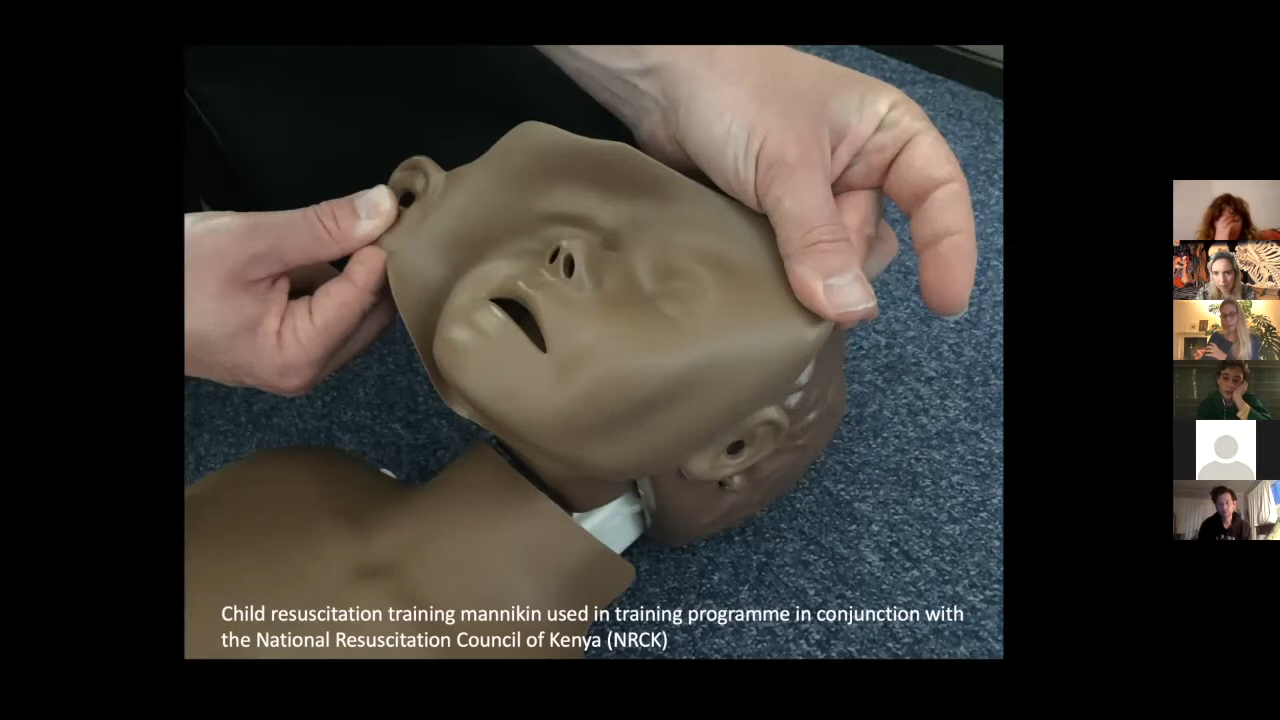 Child resuscitation training mannikin used in training programme in conjunction with
the National Resuscitation Council of Kenya (NRCK)